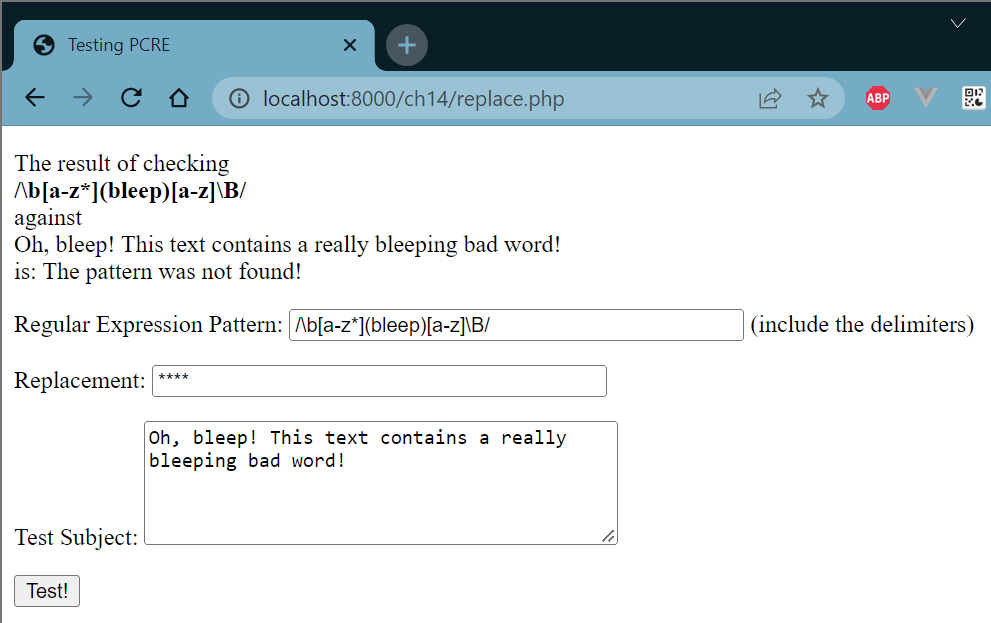 Testing PCRE
localhost:8000/ch14/replace.php
ABP
The result of checking
/\b[a-z*](bleep)[a-z]\B/
against
Oh, bleep! This text contains a really bleeping bad word!
is: The pattern was not found!
Regular Expression Pattern: /\b[a-z*](bleep)[a-z]\B/ (include the delimiters)
Replacement: ****
Oh, bleep! This text contains a really
bleeping bad word!
Test Subject:
Test!